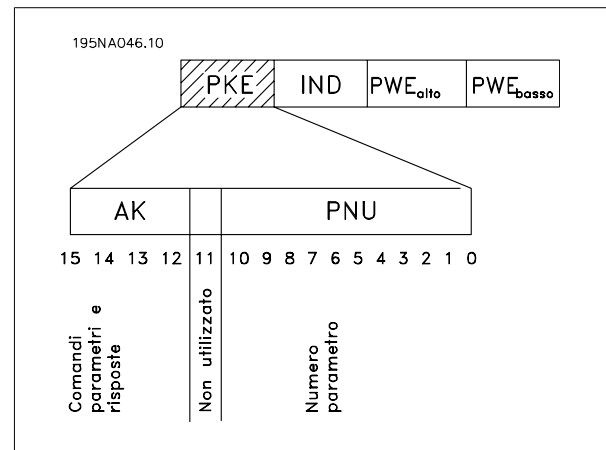 195NA046.10
PKE IND PWEalto PWEbasso
AK PNU
15 14 13 12 11 10 9 8 7 6 5 4 3 2 1 0
Comandi
parametri e
risposte
Non utilizzato
Numero
parametro